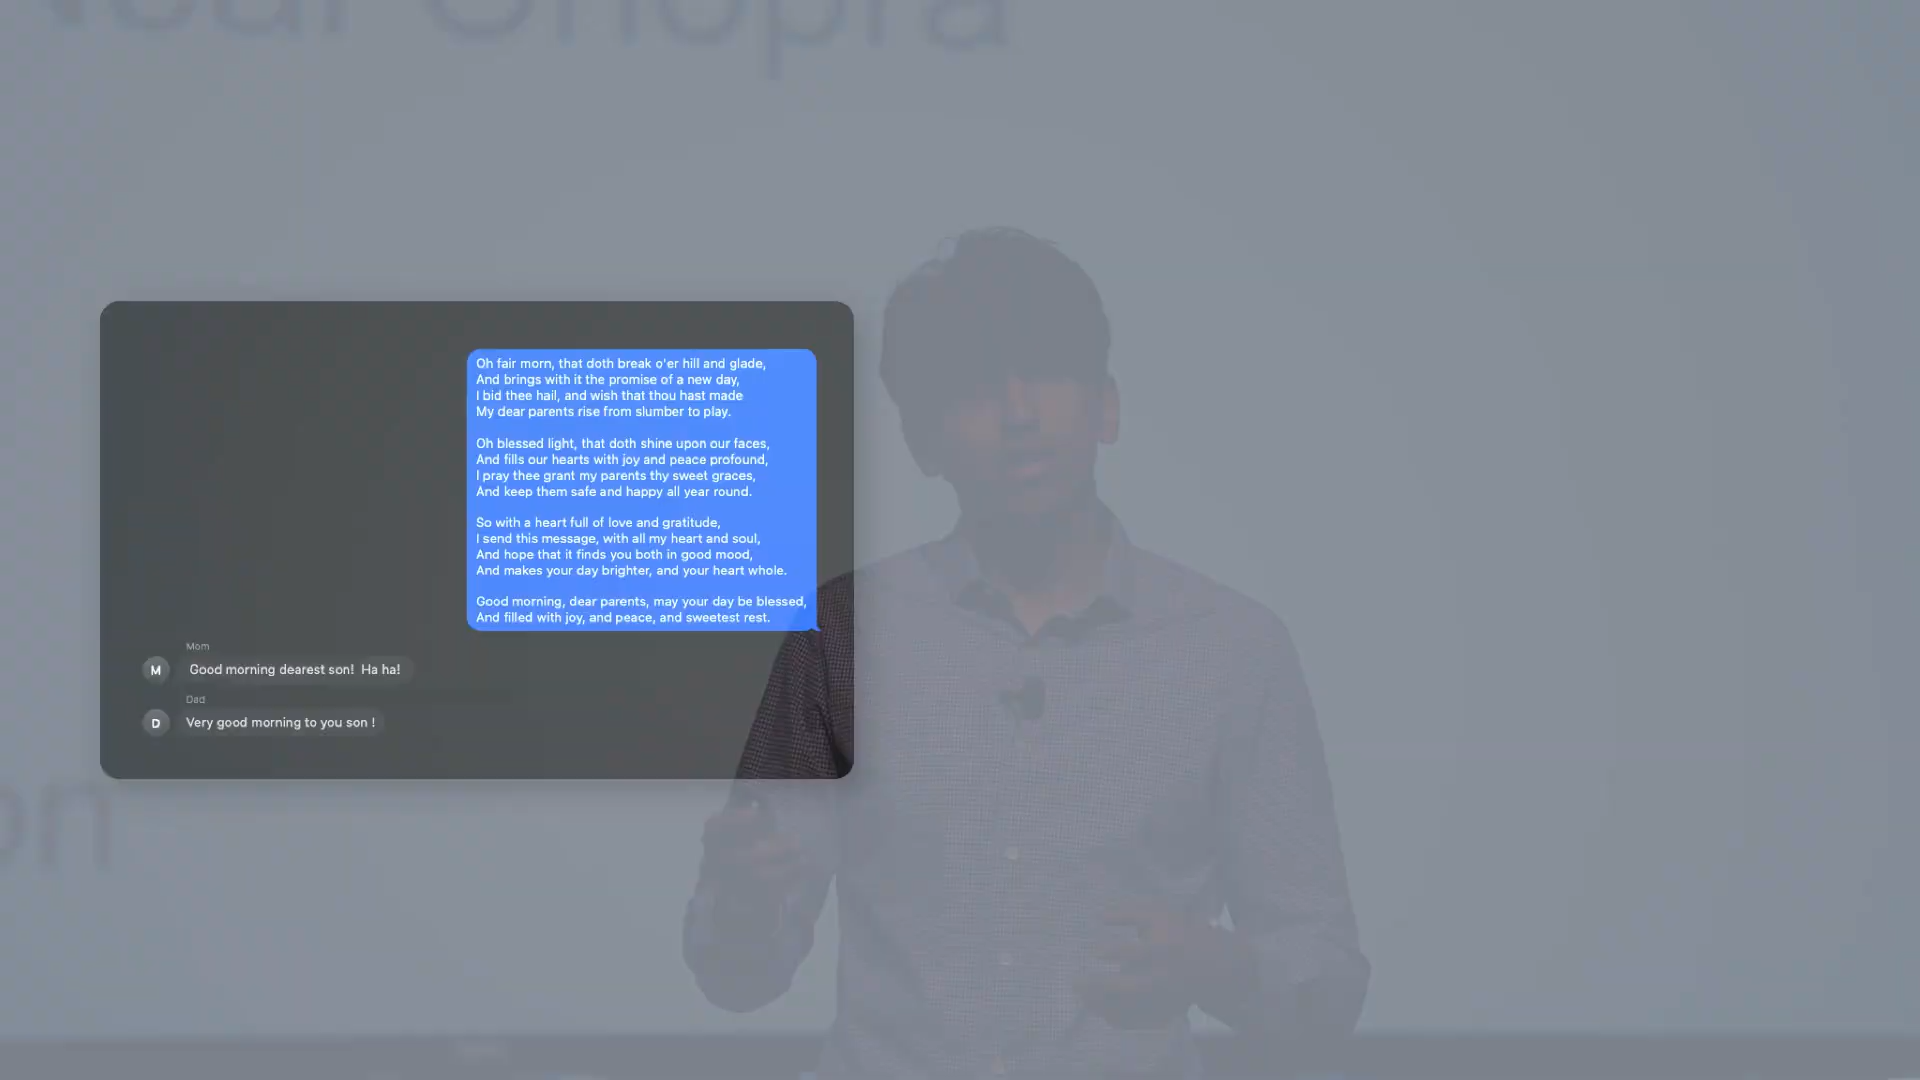 Chopra
Oh fair morn, that doth break o'er hill and glade,
And brings with it the promise of a new day,
I bid thee hail, and wish that thou hast made
My dear parents rise from slumber to play.
Oh blessed light, that doth shine upon our faces,
And fills our hearts with joy and peace profound,
I pray thee grant my parents thy sweet graces,
And keep them safe and happy all year round.
So with a heart full of love and gratitude,
I send this message, with all my heart and soul,
And hope that it finds you both in good mood,
And makes your day brighter, and your heart whole.
Good morning, dear parents, may your day be blessed,
And filled with joy, and peace, and sweetest rest.
Mom
M
Good morning dearest son! Ha ha!
Dad
D
Very good morning to you son !